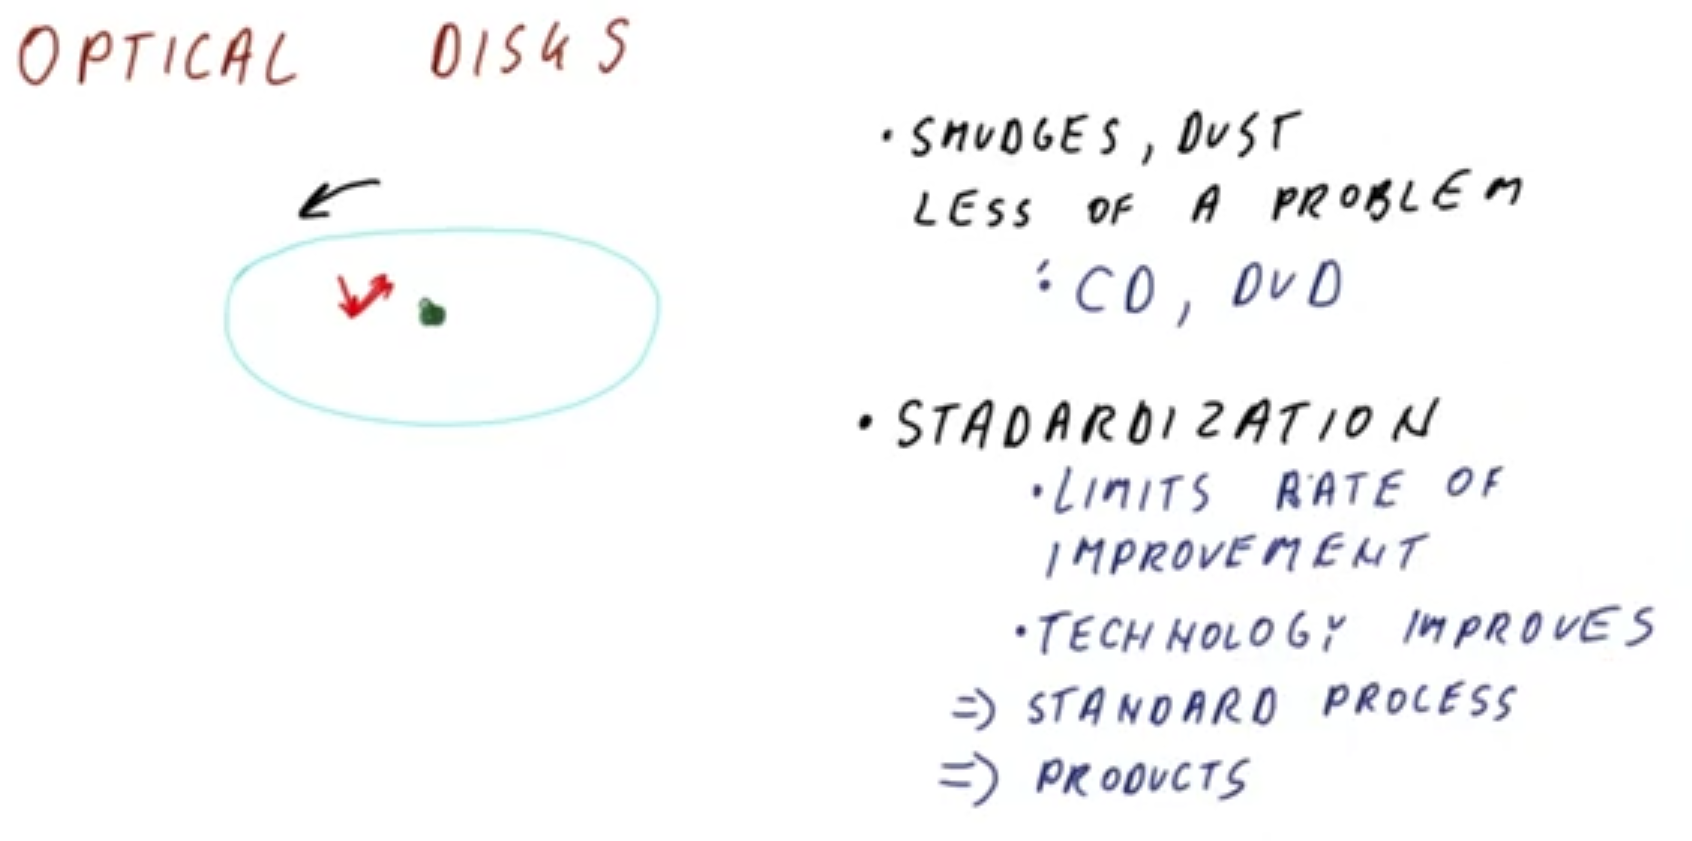 OPTICAL DISKS
• SMUDGES, DUST
LESS OF A PROBLEM
: CD, DVD
• STADARDIZATION
• LIMITS RATE OF
IMPROVEMENT
• TECHNOLOGY IMPROVES
=> STANDARD PROCESS
=> PRODUCTS